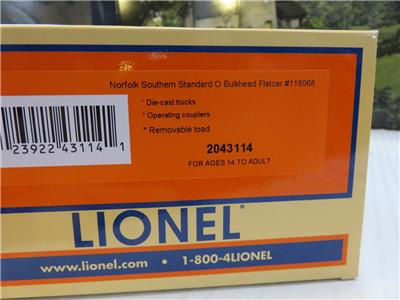 Norfolk Southern Standard O Bulkhead Flatcar #118068
* Die-cast trucks
* Operating couplers
* Removable load
23922 43114 1
2043114
FOR AGES 14 TO ADULT
LIONEL®
www.lionel.com • 1-800-4LIONEL